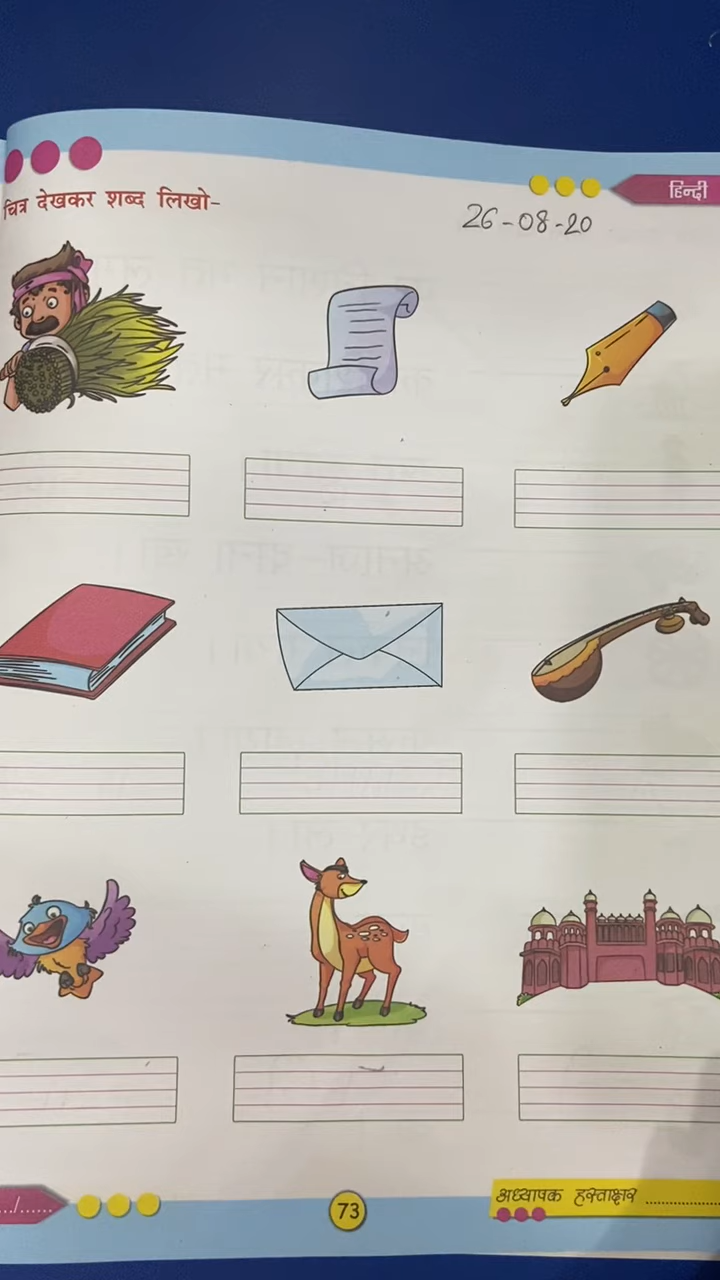 हिन्दी
चित्र देखकर शब्द लिखो-
26-08-20
73
अध्यापक हस्ताक्षर ..................